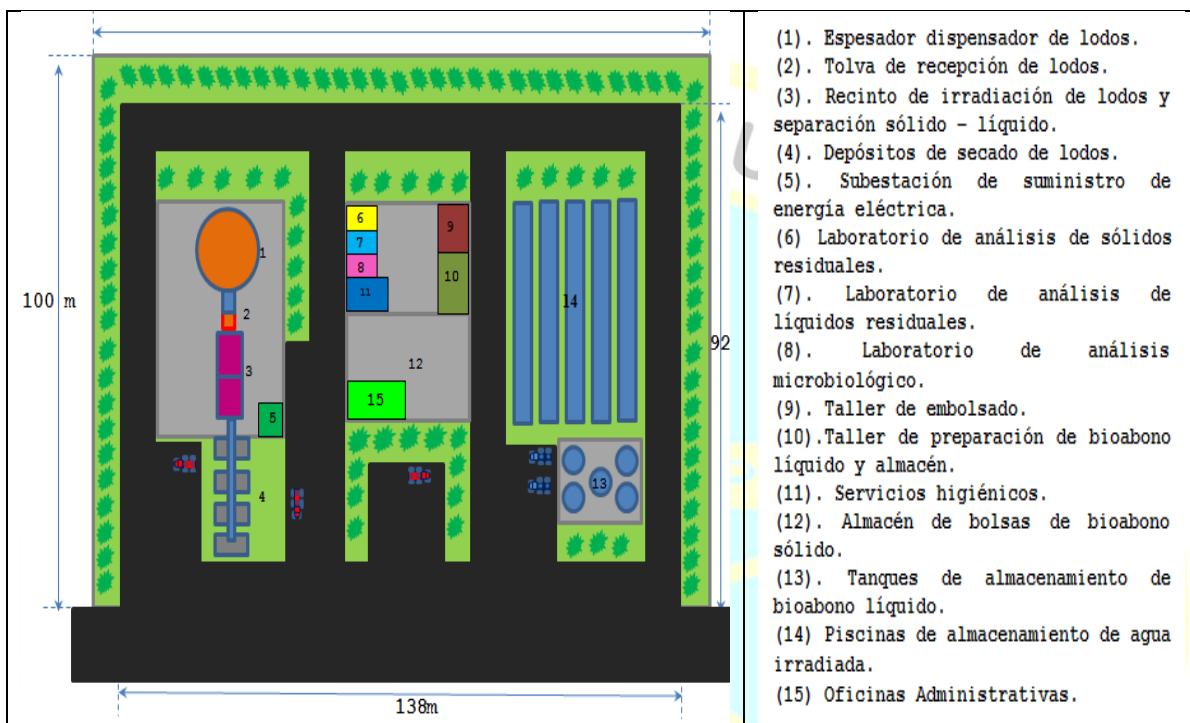 100 m
92
138m
1
2
3
4
5
6
7
8
9
10
11
12
13
14
15
(1). Espesador dispensador de lodos.
(2). Tolva de recepción de lodos.
(3). Recinto de irradiación de lodos y
separación sólido – líquido.
(4). Depósitos de secado de lodos.
(5). Subestación de suministro de
energía eléctrica.
(6) Laboratorio de análisis de sólidos
residuales.
(7). Laboratorio de análisis de
líquidos residuales.
(8). Laboratorio de análisis
microbiológico.
(9). Taller de embolsado.
(10).Taller de preparación de bioabono
líquido y almacén.
(11). Servicios higiénicos.
(12). Almacén de bolsas de bioabono
sólido.
(13). Tanques de almacenamiento de
bioabono líquido.
(14) Piscinas de almacenamiento de agua
irradiada.
(15) Oficinas Administrativas.